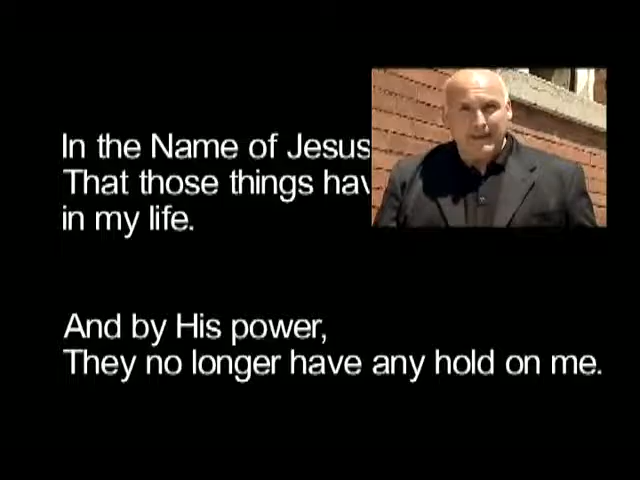 In the Name of Jesus
That those things hav
in my life.
And by His power,
They no longer have any hold on me.